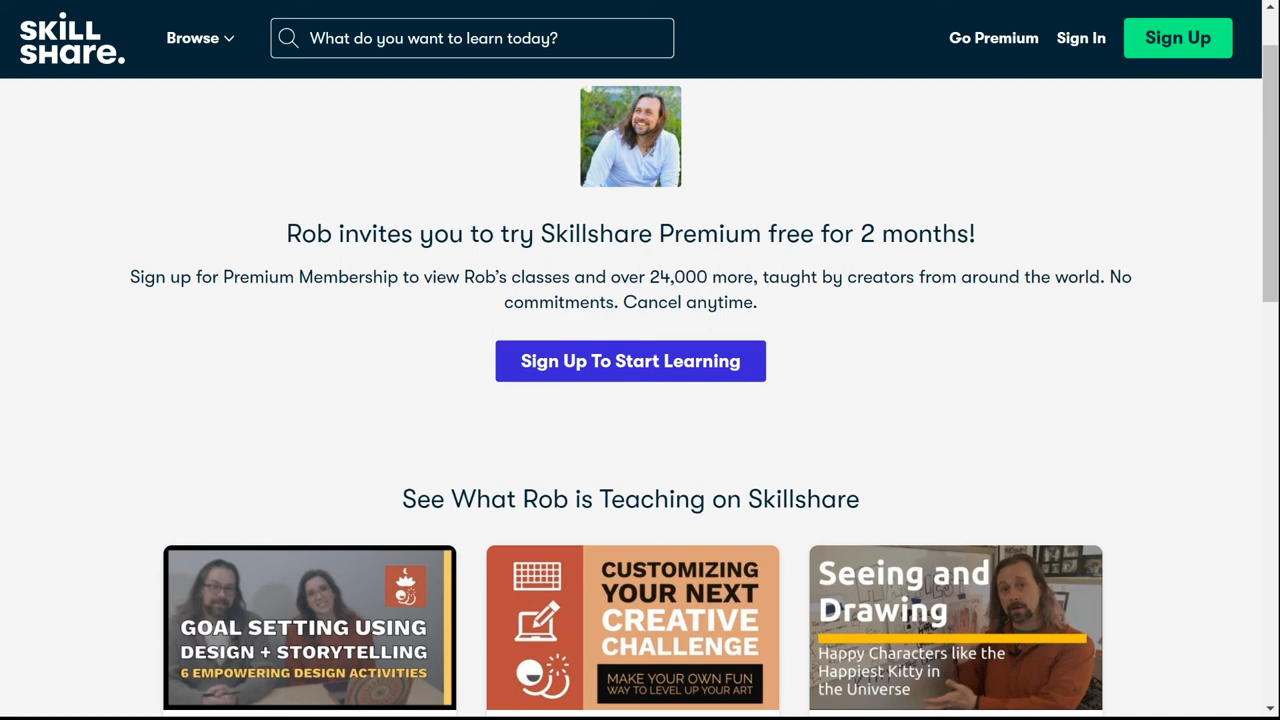 SKILL
SHARE.
Browse
What do you want to learn today?
Go Premium
Sign In
Sign Up
Rob invites you to try Skillshare Premium free for 2 months!
Sign up for Premium Membership to view Rob's classes and over 24,000 more, taught by creators from around the world. No
commitments. Cancel anytime.
Sign Up To Start Learning
See What Rob is Teaching on Skillshare
GOAL SETTING USING
DESIGN + STORYTELLING
6 EMPOWERING DESIGN ACTIVITIES
CUSTOMIZING
YOUR NEXT
CREATIVE
CHALLENGE
MAKE YOUR OWN FUN
WAY TO LEVEL UP YOUR ART
Seeing and
Drawing
Happy Characters like the
Happiest Kitty in
the Universe